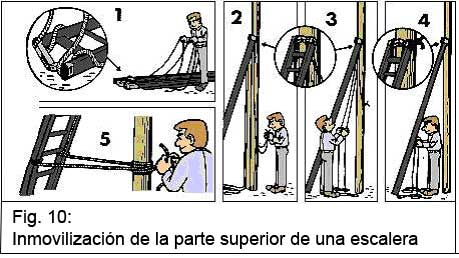 1
2
3
4
5
Fig. 10:
Inmovilización de la parte superior de una escalera